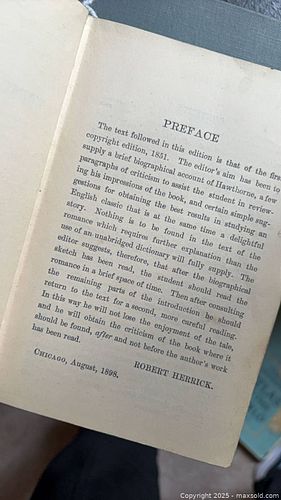 PREFACE
The text followed in this edition is that of the first
copyright edition, 1851. The editor's aim has been to
supply a brief biographical account of Hawthorne, a few
paragraphs of criticism to assist the student in review-
ing his impressions of the book, and certain simple sug-
gestions for obtaining the best results in studying an
English classic that is at the same time a delightful
story. Nothing is to be found in the text of the
romance which requires further explanation than the
use of an unabridged dictionary will fully supply. The
editor suggests, therefore, that after the biographical
sketch has been read, the student should read the
romance in a brief space of time. Then after consulting
the remaining parts of the introduction he should
return to the text for a second, more careful reading.
In this way he will not lose the enjoyment of the tale,
and he will obtain the criticism of the book where it
should be found, after and not before the author's work
has been read.
ROBERT HERRICK.
CHICAGO, August, 1898.
Copyright © 2025 - maxsold.com